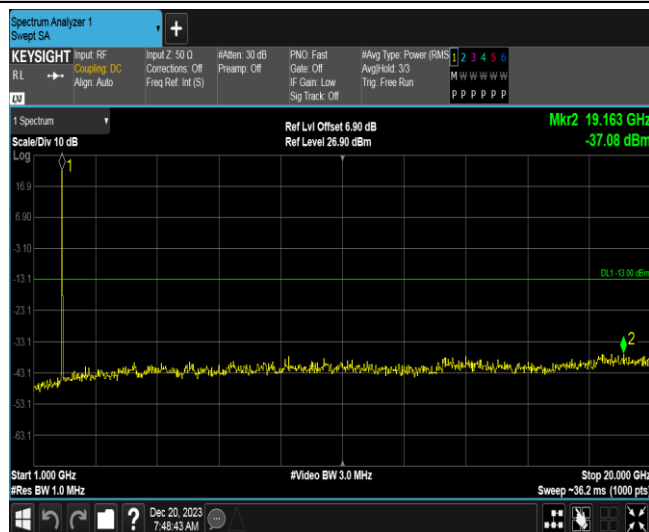 Spectrum Analyzer 1
Swept SA
KEYSIGHT
RL
LXI
Input: RF
Coupling: DC
Align: Auto
Input Z: 50 Ω
Corrections: Off
Freq Ref: Int (S)
#Atten: 30 dB
Preamp: Off
PNO: Fast
Gate: Off
IF Gain: Low
Sig Track: Off
#Avg Type: Power (RMS
Avg|Hold: 3/3
Trig: Free Run
1 2 3 4 5 6
M W W W W W
P P P P P P
1 Spectrum
Scale/Div 10 dB
Log
Ref Lvl Offset 6.90 dB
Ref Level 26.90 dBm
Mkr2 19.163 GHz
-37.08 dBm
1
16.9
6.90
-3.10
-13.1
DL1 -13.00 dBm
-23.1
-33.1
2
-43.1
-53.1
-63.1
Start 1.000 GHz
#Res BW 1.0 MHz
#Video BW 3.0 MHz
Stop 20.000 GHz
Sweep ~36.2 ms (1000 pts)
?
Dec 20, 2023
7:48:43 AM